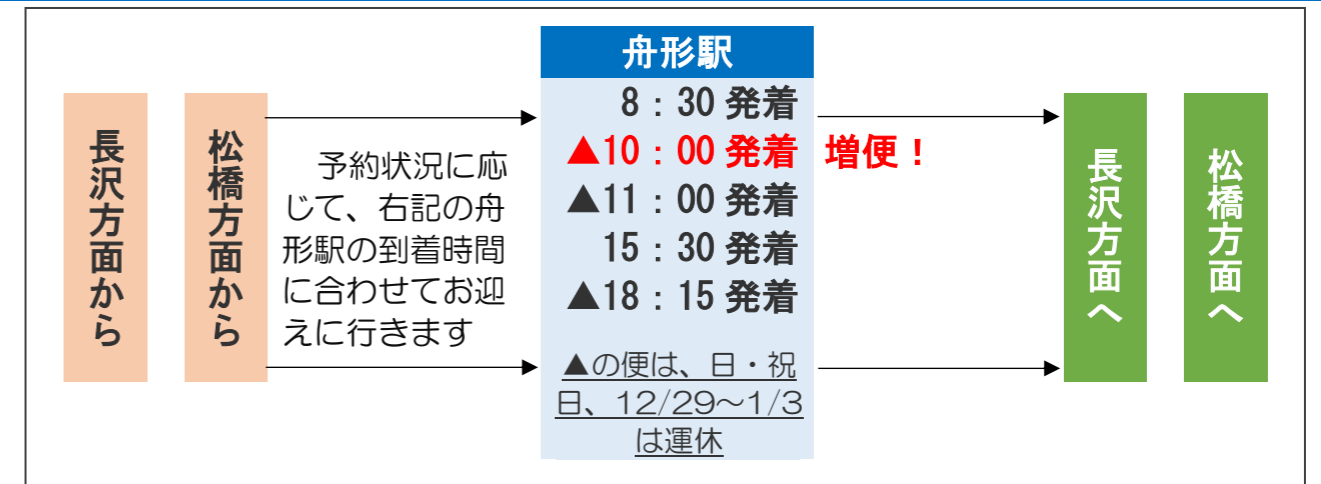 長沢方面から
松橋方面から
予約状況に応
じて、右記の舟
形駅の到着時間
に合わせてお迎
えに行きます
舟形駅
8：30 発着
▲10：00 発着 増便！
▲11：00 発着
15：30 発着
▲18：15 発着
▲の便は、日・祝
日、12/29～1/3
は運休
長沢方面へ
松橋方面へ